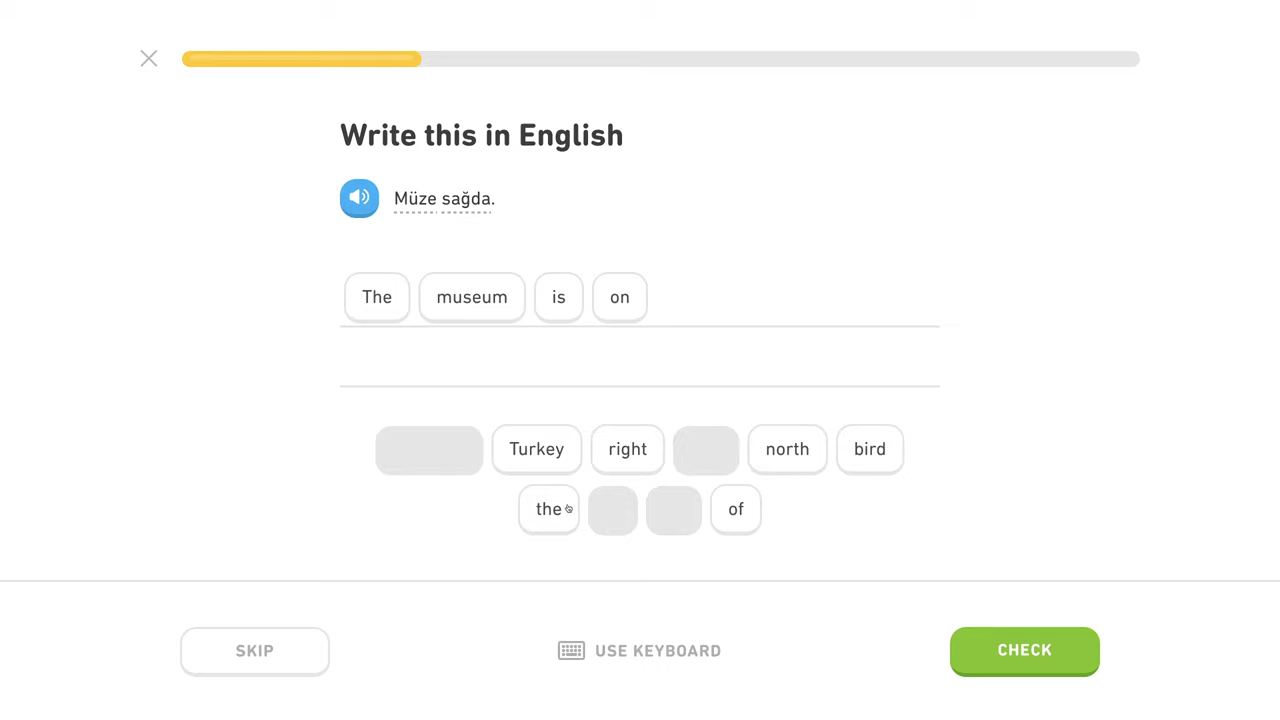 Write this in English
Müze sağda.
The museum is on
Turkey right north bird
the of
SKIP USE KEYBOARD CHECK